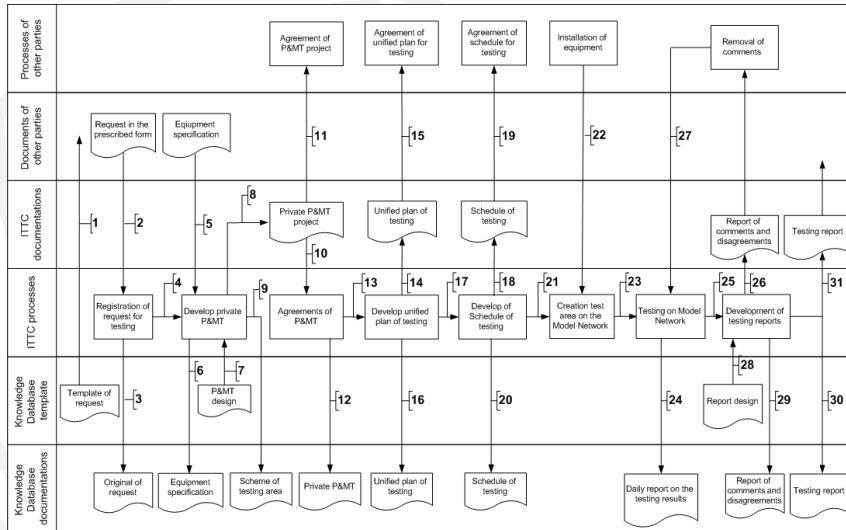 Processes of
other parties
Agreement of
P&MT project
Agreement of
unified plan for
testing
Agreement of
schedule for
testing
Installation of
equipment
Removal of
comments
Documents of
other parties
Request in the
prescribed form
Eqiupment
specification
11
15
19
22
27
ITTC
documentations
1
2
5
8
Private P&MT
project
10
Unified plan of
testing
Schedule of
testing
Report of
comments and
disagreements
Testing report
ITTC processes
4
9
13
14
17
18
21
23
25
26
31
Registration of
request for
testing
Develop private
P&MT
Agreements of
P&MT
Develop unified
plan of testing
Develop of
Schedule of
testing
Creation test
area on the
Model Network
Testing on Model
Network
Development of
testing reports
Knowledge
Database
template
Template of
request
3
6
7
P&MT
design
12
16
20
24
28
Report design
29
30
Knowledge
Database
documentations
Original of
request
Equipment
specification
Scheme of
testing area
Private P&MT
Unified plan of
testing
Schedule of
testing
Daily report on the
testing results
Report of
comments and
disagreements
Testing report